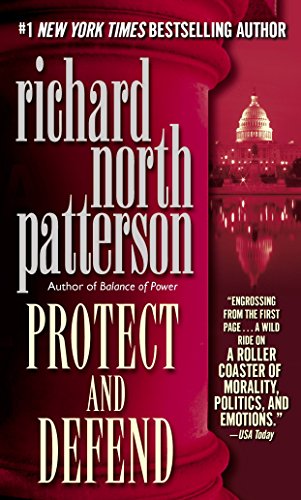 #1 NEW YORK TIMES BESTSELLING AUTHOR
richard
north
patterson
Author of Balance of Power
PROTECT
AND
DEFEND
"ENGROSSING
FROM THE FIRST
PAGE...A WILD
RIDE ON
A ROLLER
COASTER OF
MORALITY,
POLITICS, AND
EMOTIONS."
—USA Today